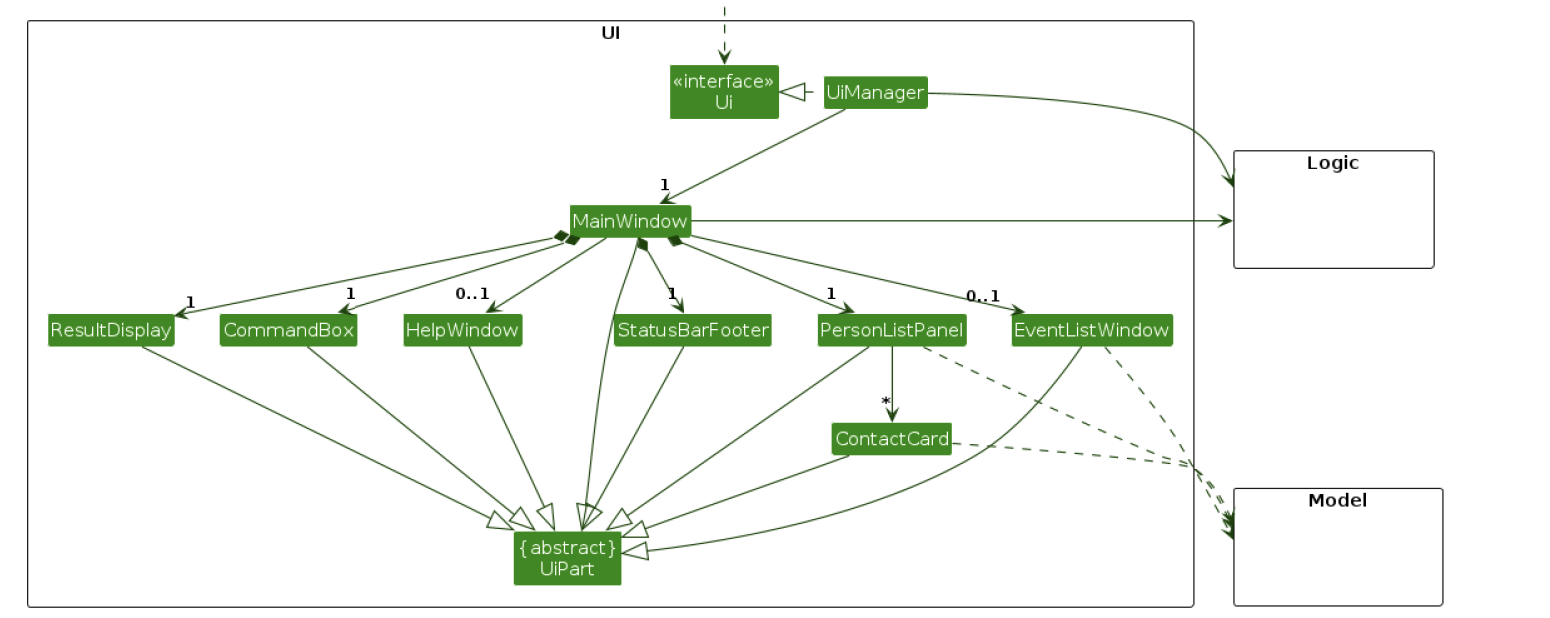 UI
«interface»
Ui
UiManager
Logic
1
MainWindow
1
1
0..1
1
1
0..1
ResultDisplay
CommandBox
HelpWindow
StatusBarFooter
PersonListPanel
EventListWindow
*
ContactCard
Model
{abstract}
UiPart